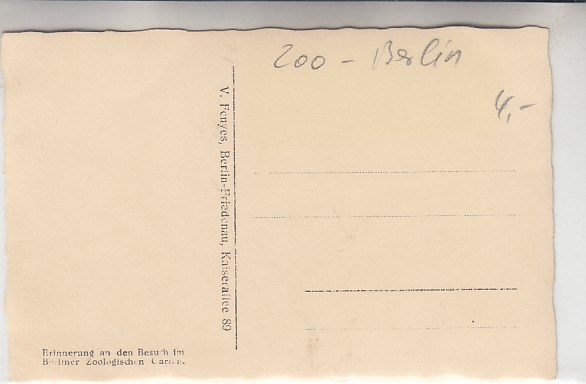 Zoo - Berlin
4,-
V. Fenyes, Berlin-Friedenau, Kaiserallee 89
Erinnerung an den Besuch im
Berliner Zoologischen Garten.